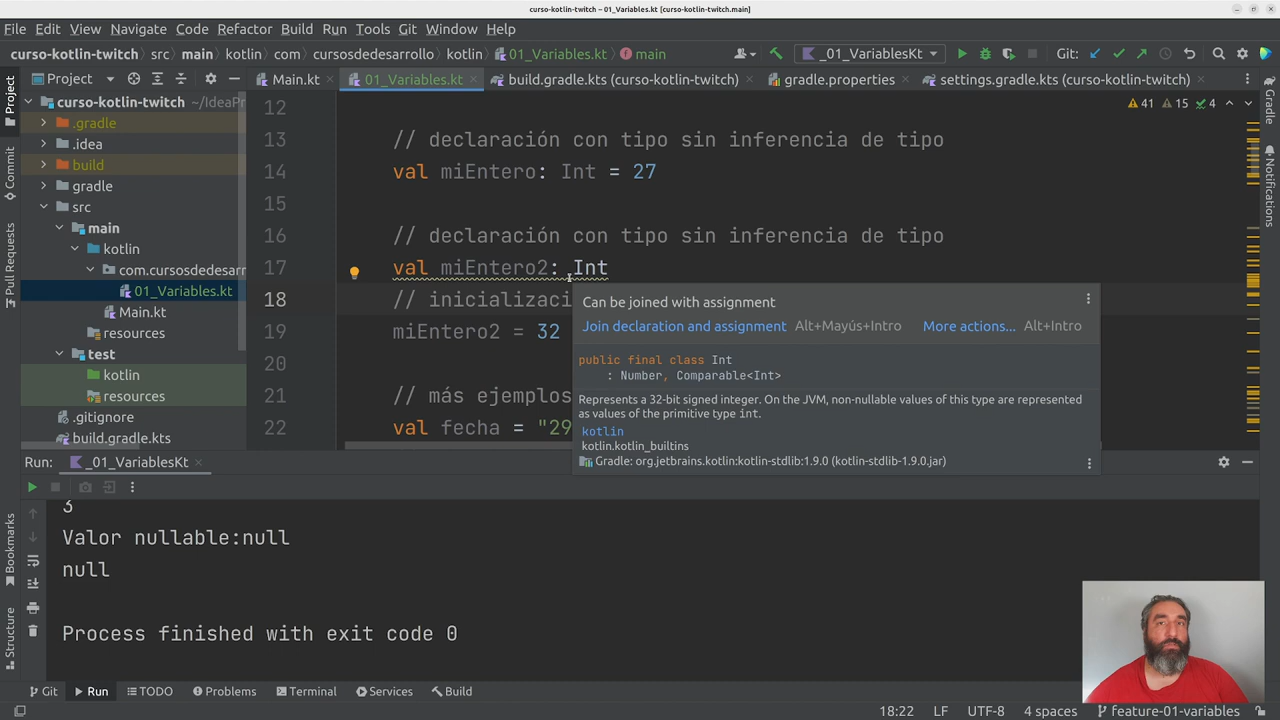 curso-kotlin-twitch – 01_Variables.kt [curso-kotlin-twitch.main]
File Edit View Navigate Code Refactor Build Run Tools Git Window Help
curso-kotlin-twitch src main kotlin com cursosdedesarrollo kotlin 01_Variables.kt main _01_VariablesKt Git:
Project Main.kt 01_Variables.kt build.gradle.kts (curso-kotlin-twitch) gradle.properties settings.gradle.kts (curso-kotlin-twitch)
Project
Commit
Pull Requests
Bookmarks
Structure
Gradle
Notifications
curso-kotlin-twitch ~/IdeaPr
.gradle
.idea
build
gradle
src
main
kotlin
com.cursosdedesarr
01_Variables.kt
Main.kt
resources
test
kotlin
resources
.gitignore
build.gradle.kts
41 15 4
12
13 // declaración con tipo sin inferencia de tipo
14 val miEntero: Int = 27
15
16 // declaración con tipo sin inferencia de tipo
17 val miEntero2: Int
18 // inicializaci
19 miEntero2 = 32
20
21 // más ejemplos
22 val fecha = "29
Can be joined with assignment
Join declaration and assignment Alt+Mayús+Intro More actions... Alt+Intro
public final class Int
: Number, Comparable<Int>
Represents a 32-bit signed integer. On the JVM, non-nullable values of this type are represented
as values of the primitive type int.
kotlin
kotlin.kotlin_builtins
Gradle: org.jetbrains.kotlin:kotlin-stdlib:1.9.0 (kotlin-stdlib-1.9.0.jar)
Run: _01_VariablesKt
3
Valor nullable:null
null
Process finished with exit code 0
Git Run TODO Problems Terminal Services Build
18:22 LF UTF-8 4 spaces feature-01-variables